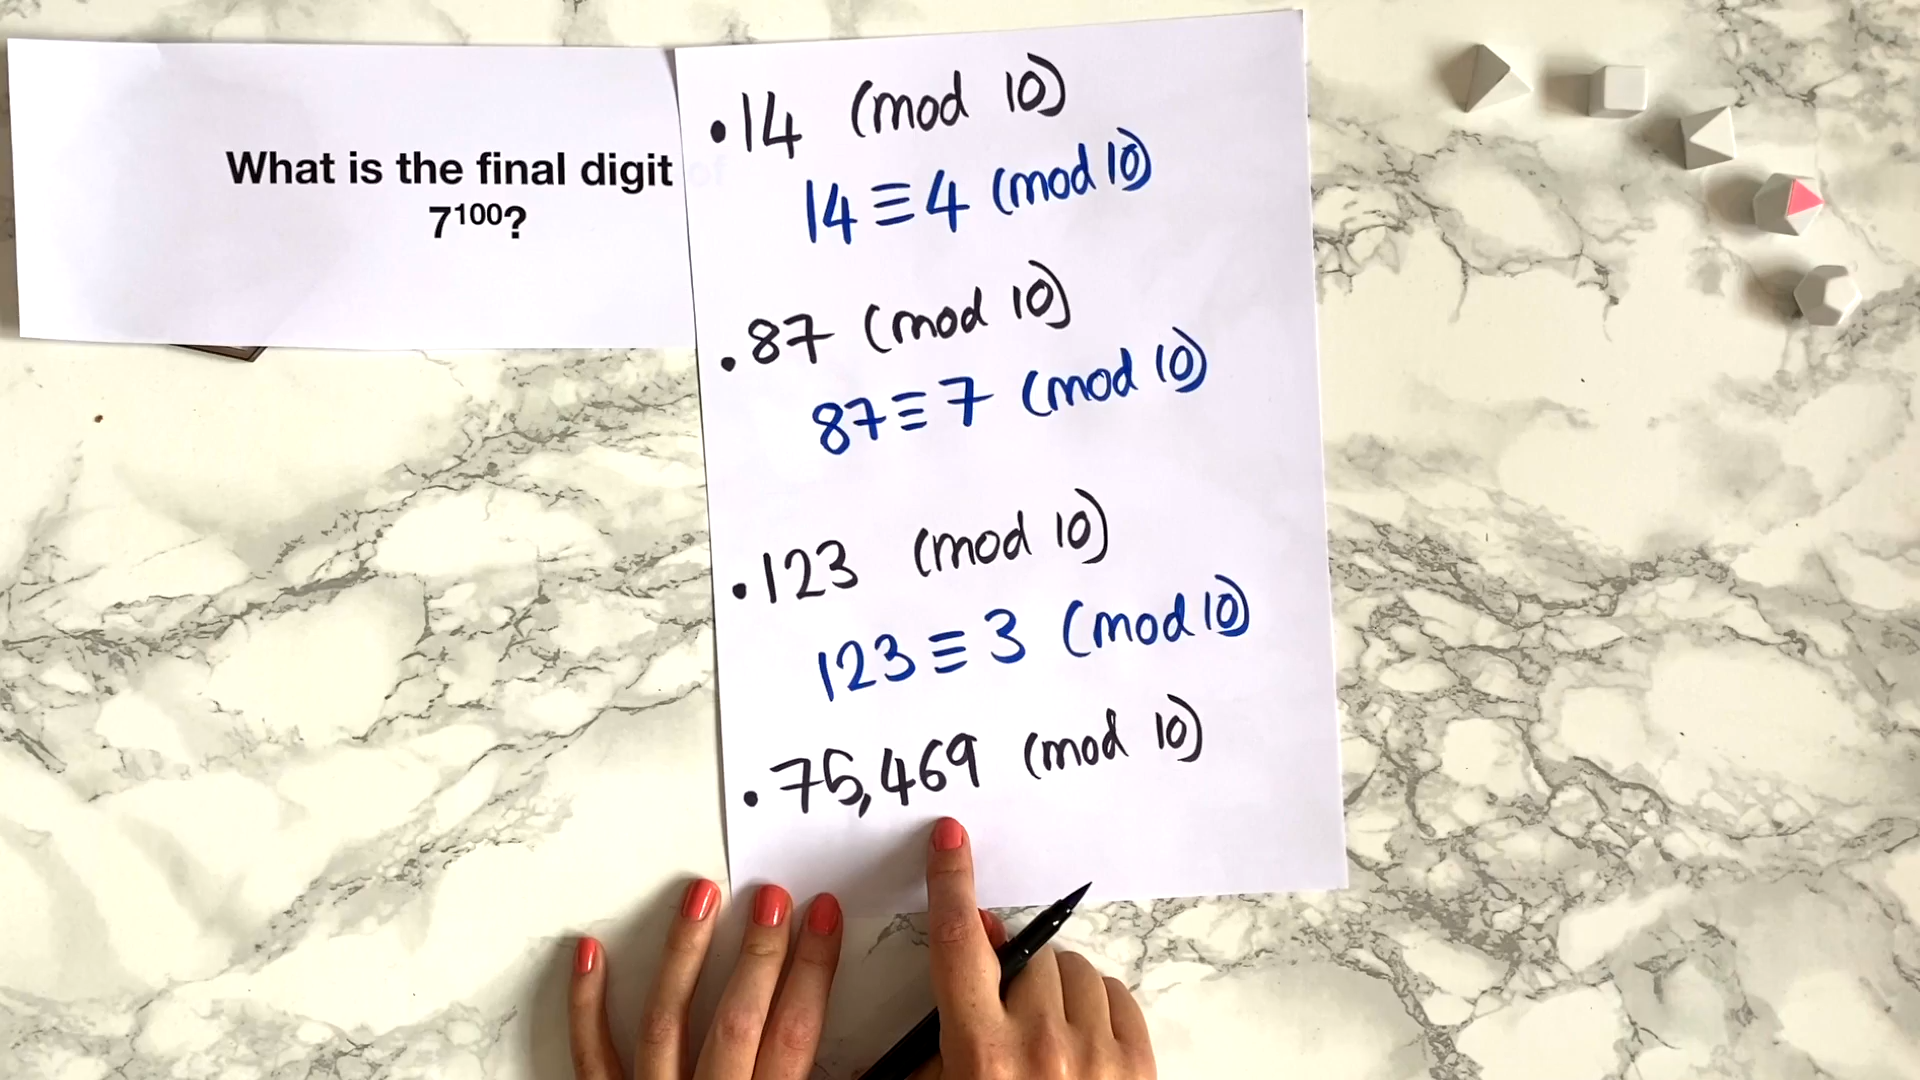 What is the final digit of
7¹⁰⁰?
•14 (mod 10)
14≡4 (mod 10)
•87 (mod 10)
87≡7 (mod 10)
•123 (mod 10)
123≡3 (mod 10)
•75,469 (mod 10)